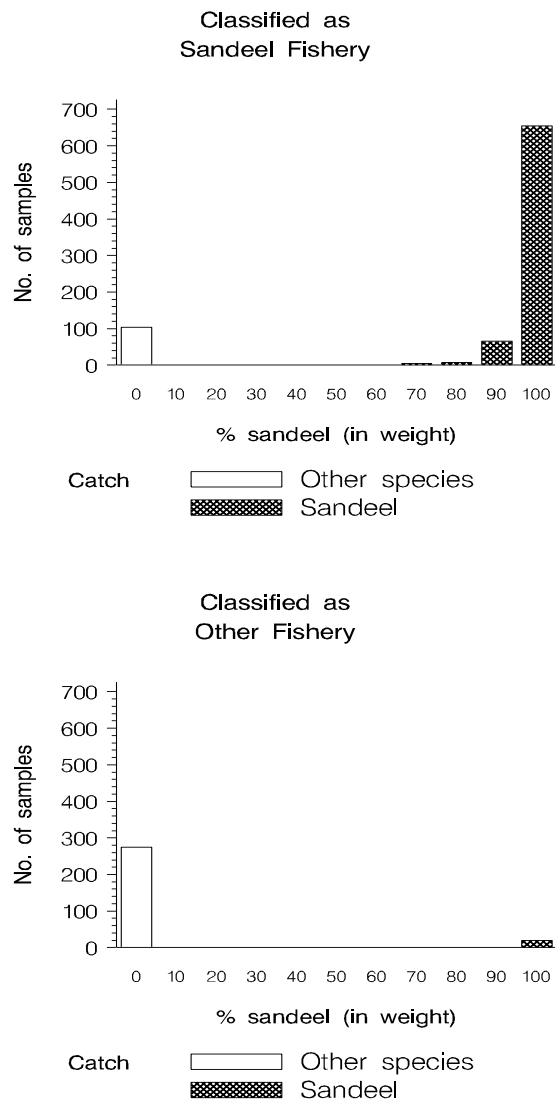 Classified as
Sandeel Fishery
No. of samples
700
600
500
400
300
200
100
0
0 10 20 30 40 50 60 70 80 90 100
% sandeel (in weight)
Catch
Other species
Sandeel
Classified as
Other Fishery
No. of samples
700
600
500
400
300
200
100
0
0 10 20 30 40 50 60 70 80 90 100
% sandeel (in weight)
Catch
Other species
Sandeel